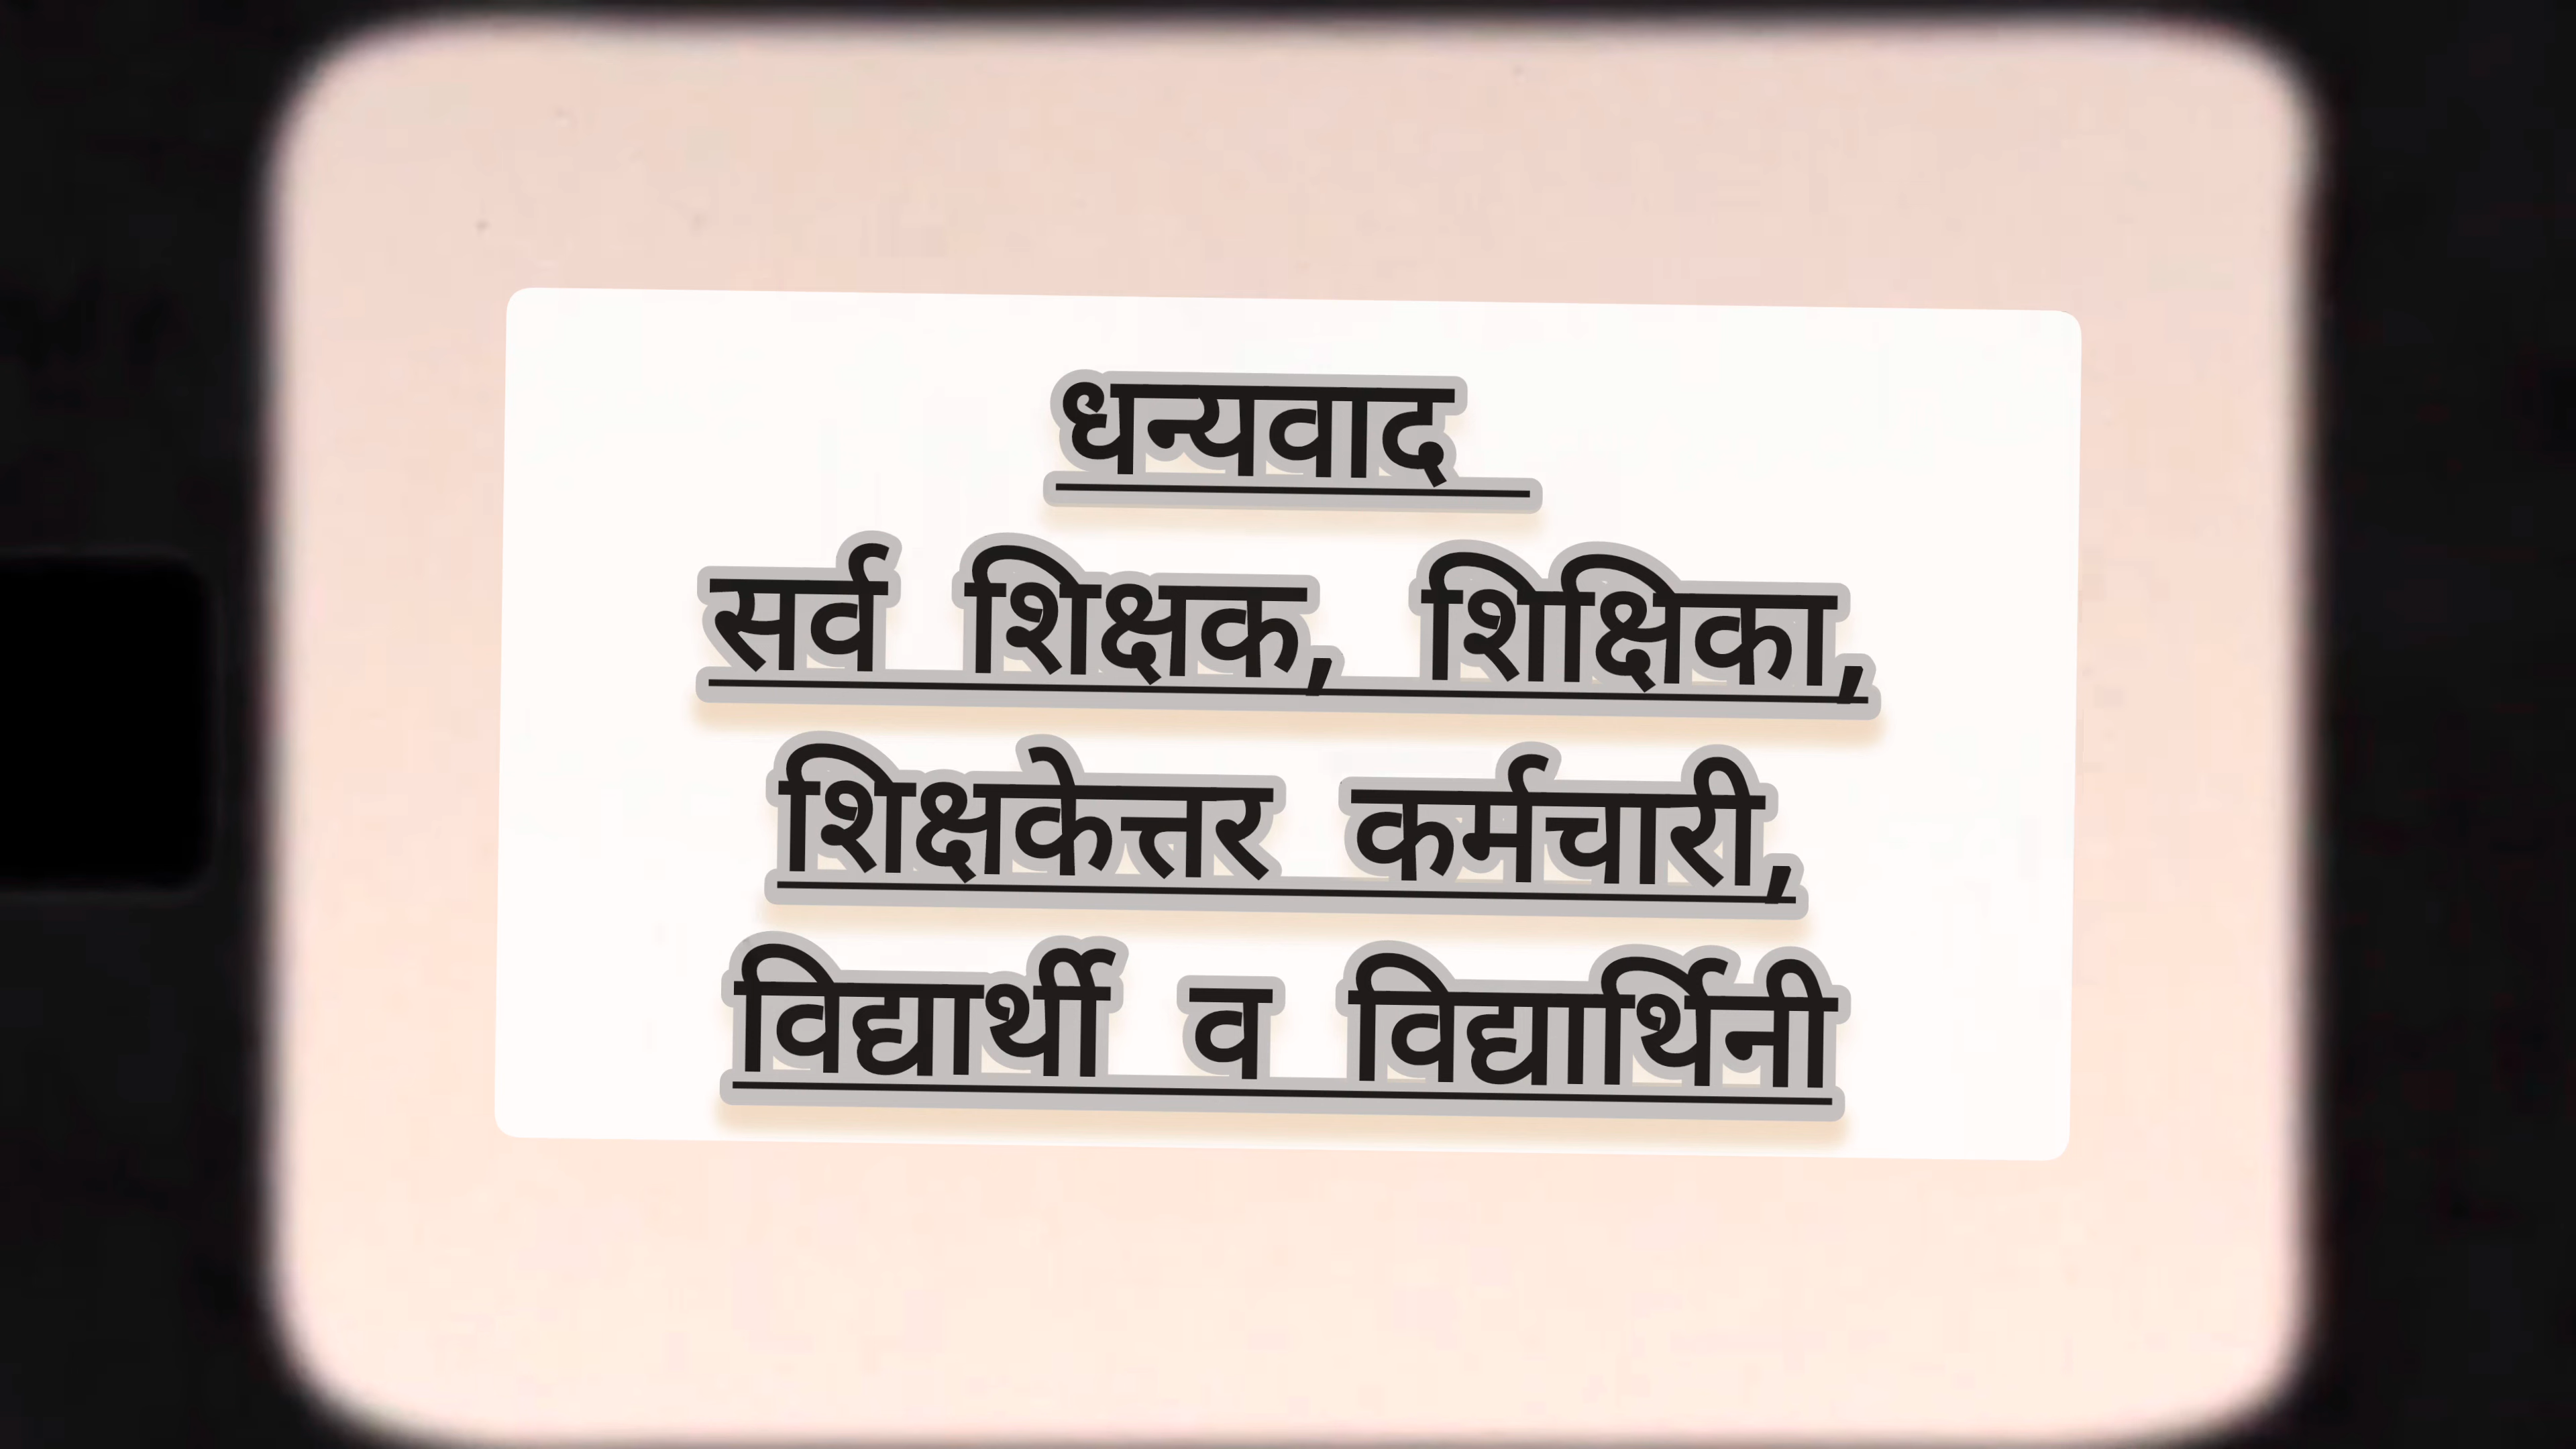 धन्यवाद
सर्व शिक्षक, शिक्षिका,
शिक्षकेत्तर कर्मचारी,
विद्यार्थी व विद्यार्थिनी